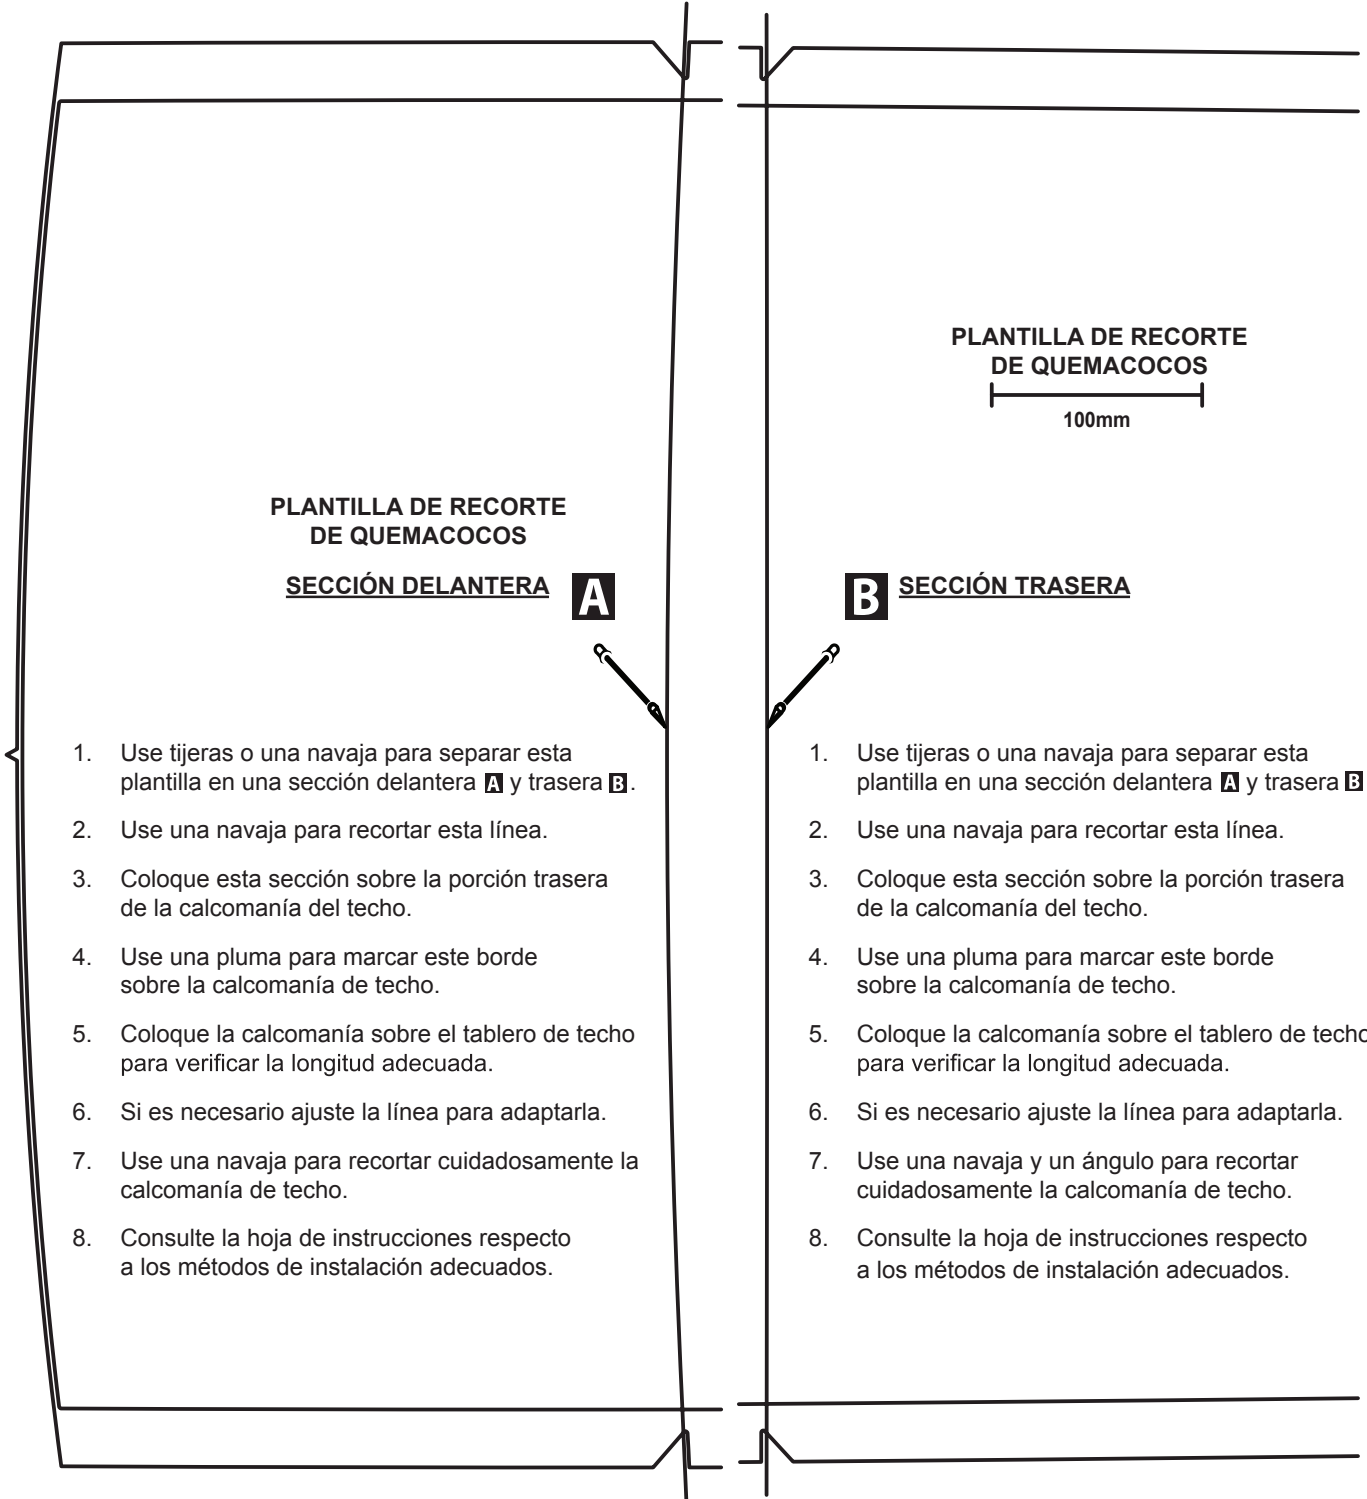 PLANTILLA DE RECORTE
DE QUEMACOCOS
SECCIÓN DELANTERA A
1. Use tijeras o una navaja para separar esta
plantilla en una sección delantera A y trasera B.
2. Use una navaja para recortar esta línea.
3. Coloque esta sección sobre la porción trasera
de la calcomanía del techo.
4. Use una pluma para marcar este borde
sobre la calcomanía de techo.
5. Coloque la calcomanía sobre el tablero de techo
para verificar la longitud adecuada.
6. Si es necesario ajuste la línea para adaptarla.
7. Use una navaja para recortar cuidadosamente la
calcomanía de techo.
8. Consulte la hoja de instrucciones respecto
a los métodos de instalación adecuados.
PLANTILLA DE RECORTE
DE QUEMACOCOS
100mm
B SECCIÓN TRASERA
1. Use tijeras o una navaja para separar esta
plantilla en una sección delantera A y trasera B
2. Use una navaja para recortar esta línea.
3. Coloque esta sección sobre la porción trasera
de la calcomanía del techo.
4. Use una pluma para marcar este borde
sobre la calcomanía de techo.
5. Coloque la calcomanía sobre el tablero de techo
para verificar la longitud adecuada.
6. Si es necesario ajuste la línea para adaptarla.
7. Use una navaja y un ángulo para recortar
cuidadosamente la calcomanía de techo.
8. Consulte la hoja de instrucciones respecto
a los métodos de instalación adecuados.